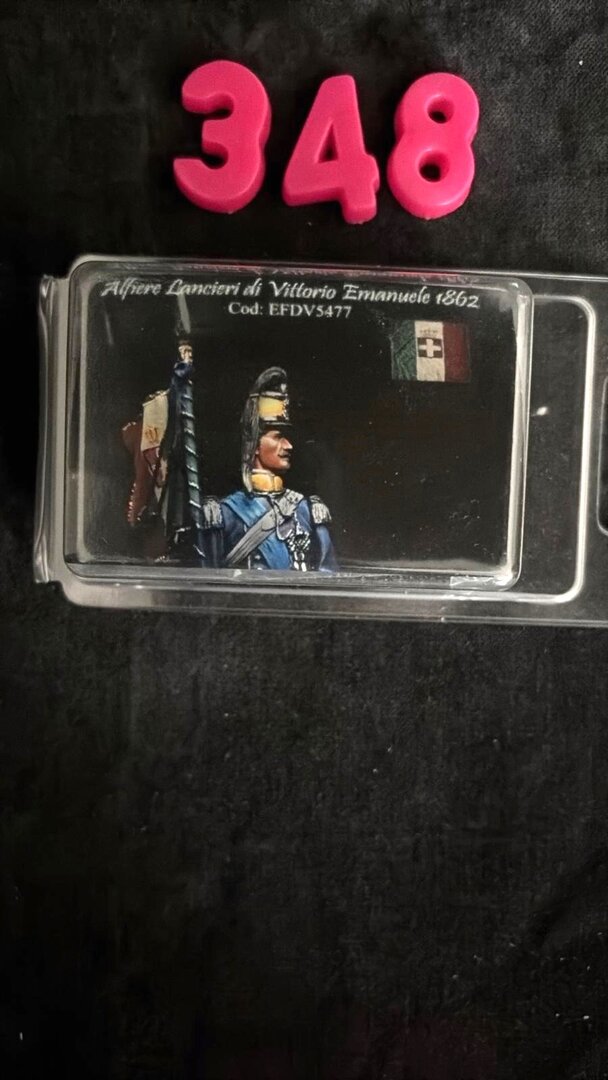 348
Alfiere Lancieri di Vittorio Emanuele 1862
Cod: EFDV5477